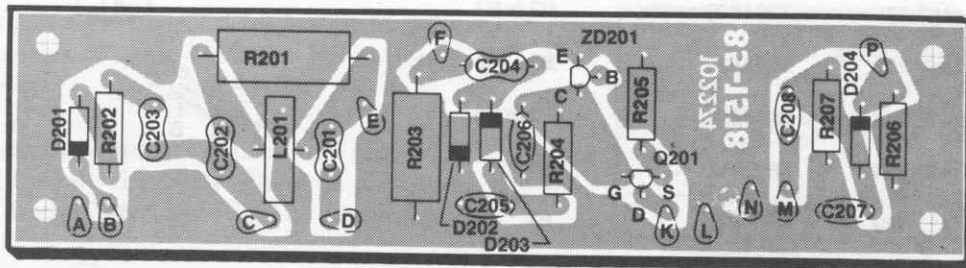 D201
R202
C203
R201
C202
L201
C201
E
A
B
C
D
F
R203
C204
E
ZD201
B
C
C206
R204
R205
C205
D202
D203
Q201
G
S
D
K
L
85-1518
102274
N
M
C208
R207
D204
P
R206
C207